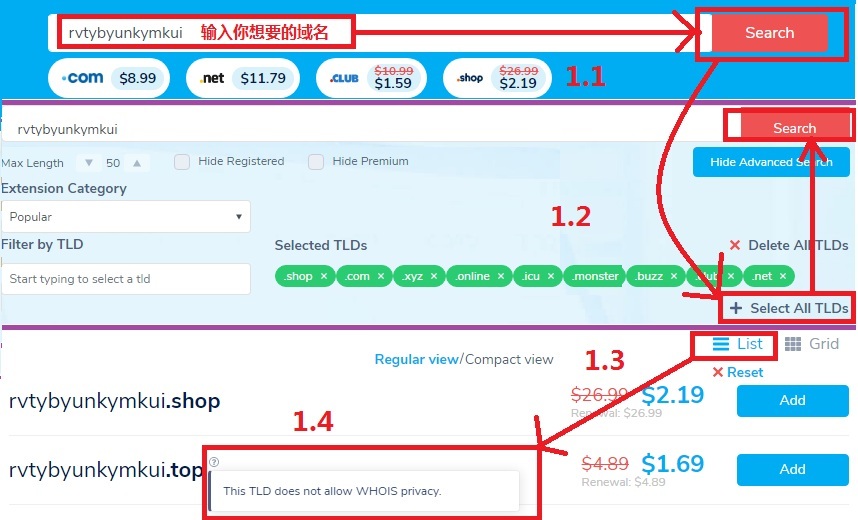 rvtybyunkymkui 输入你想要的域名 Search
.com $8.99 .net $11.79 .CLUB $10.99 $1.59 .shop $26.99 $2.19 1.1
rvtybyunkymkui Search
Max Length ▼ 50 ▲ Hide Registered Hide Premium Hide Advanced Search
Extension Category
Popular 1.2
Filter by TLD Selected TLDs × Delete All TLDs
Start typing to select a tld .shop × .com × .xyz × .online × .icu × .monster .buzz × .club × .net ×
+ Select All TLDs
List Grid
Regular view/Compact view 1.3 × Reset
rvtybyunkymkui.shop $26.99 $2.19 Add
Renewal: $26.99
1.4
rvtybyunkymkui.top ? $4.89 $1.69 Add
Renewal: $4.89
This TLD does not allow WHOIS privacy.